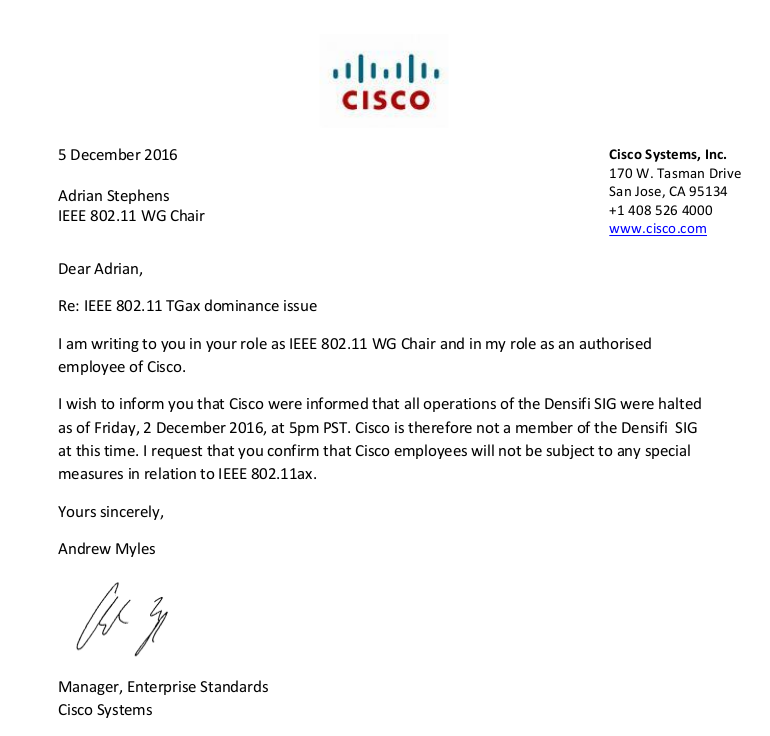 CISCO
5 December 2016
Adrian Stephens
IEEE 802.11 WG Chair
Cisco Systems, Inc.
170 W. Tasman Drive
San Jose, CA 95134
+1 408 526 4000
www.cisco.com
Dear Adrian,
Re: IEEE 802.11 TGax dominance issue
I am writing to you in your role as IEEE 802.11 WG Chair and in my role as an authorised
employee of Cisco.
I wish to inform you that Cisco were informed that all operations of the Densifi SIG were halted
as of Friday, 2 December 2016, at 5pm PST. Cisco is therefore not a member of the Densifi SIG
at this time. I request that you confirm that Cisco employees will not be subject to any special
measures in relation to IEEE 802.11ax.
Yours sincerely,
Andrew Myles
Manager, Enterprise Standards
Cisco Systems